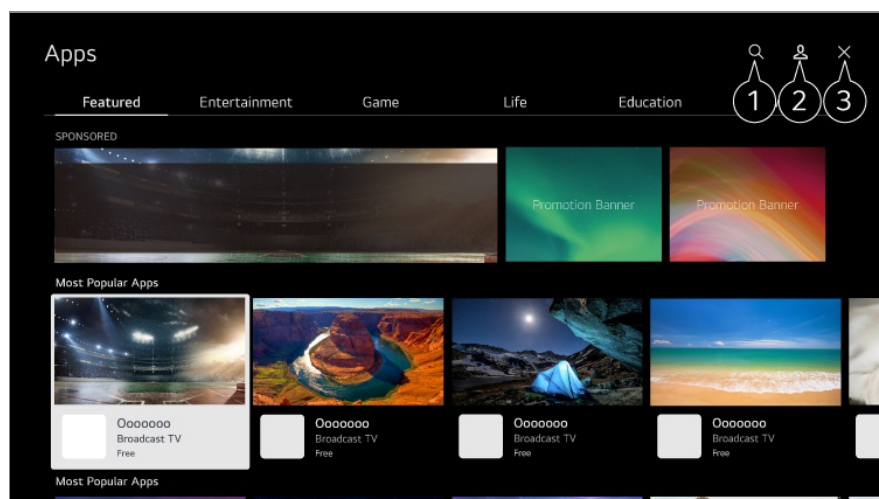 Apps
1 2 3
Featured Entertainment Game Life Education
SPONSORED
Promotion Banner Promotion Banner
Most Popular Apps
Ooooooo Ooooooo Ooooooo Ooooooo
Broadcast TV Broadcast TV Broadcast TV Broadcast TV
Free Free Free Free
Most Popular Apps